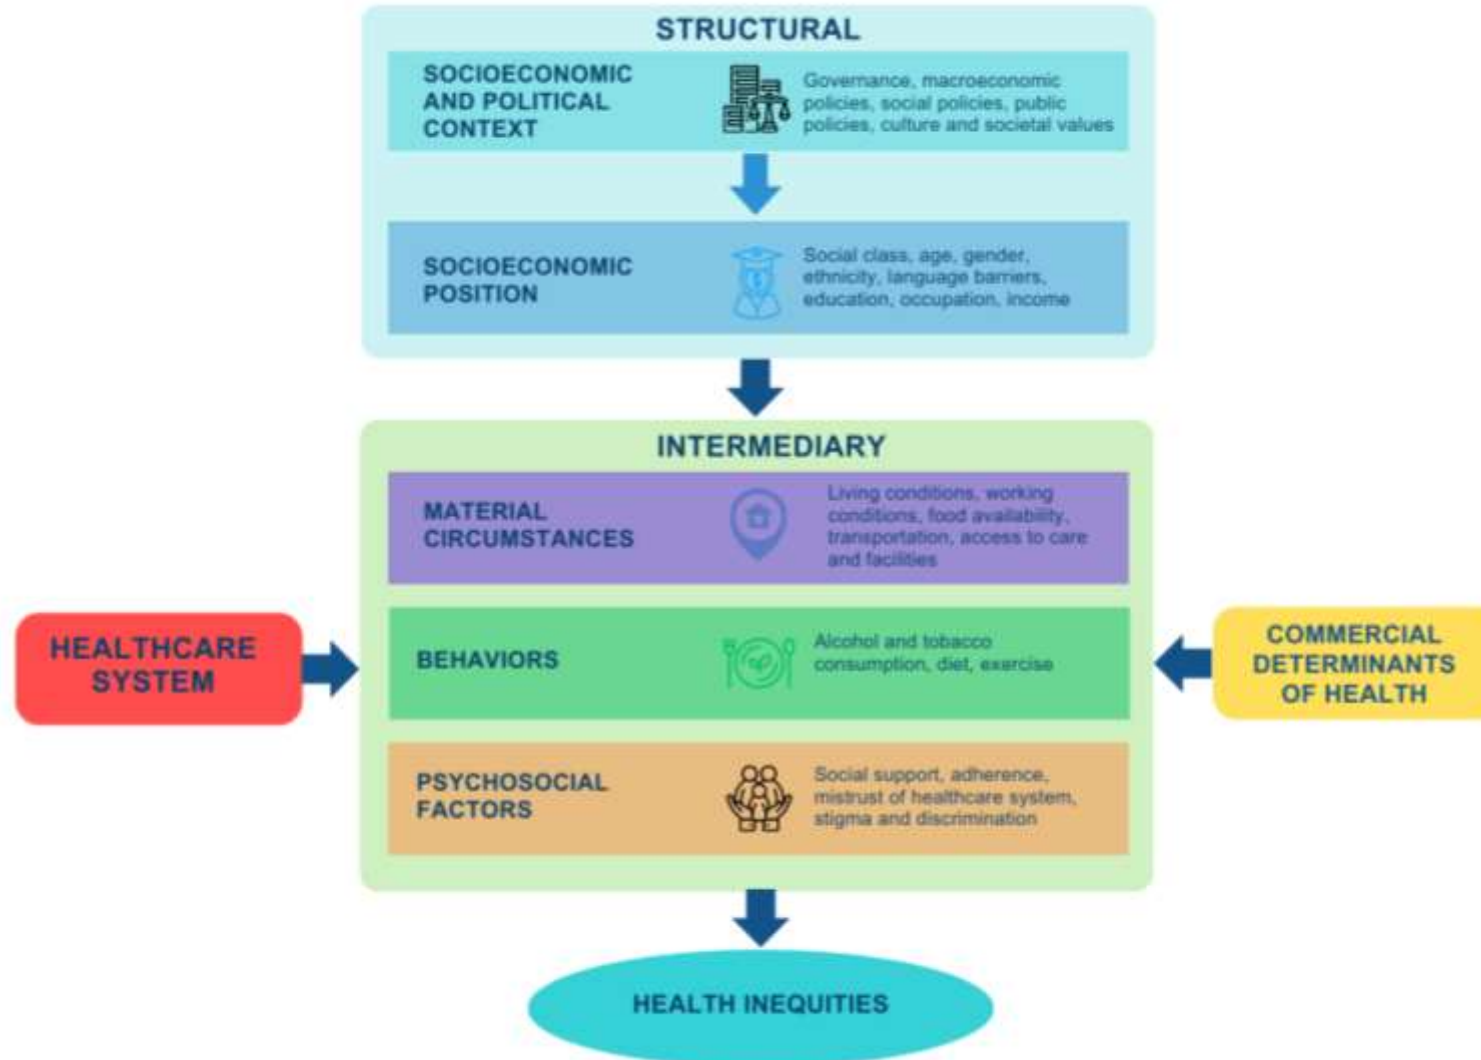 STRUCTURAL
SOCIOECONOMIC
AND POLITICAL
CONTEXT
Governance, macroeconomic
policies, social policies, public
policies, culture and societal values
SOCIOECONOMIC
POSITION
Social class, age, gender,
ethnicity, language barriers,
education, occupation, income
INTERMEDIARY
MATERIAL
CIRCUMSTANCES
Living conditions, working
conditions, food availability,
transportation, access to care
and facilities
HEALTHCARE
SYSTEM
BEHAVIORS
Alcohol and tobacco
consumption, diet, exercise
COMMERCIAL
DETERMINANTS
OF HEALTH
PSYCHOSOCIAL
FACTORS
Social support, adherence,
mistrust of healthcare system,
stigma and discrimination
HEALTH INEQUITIES